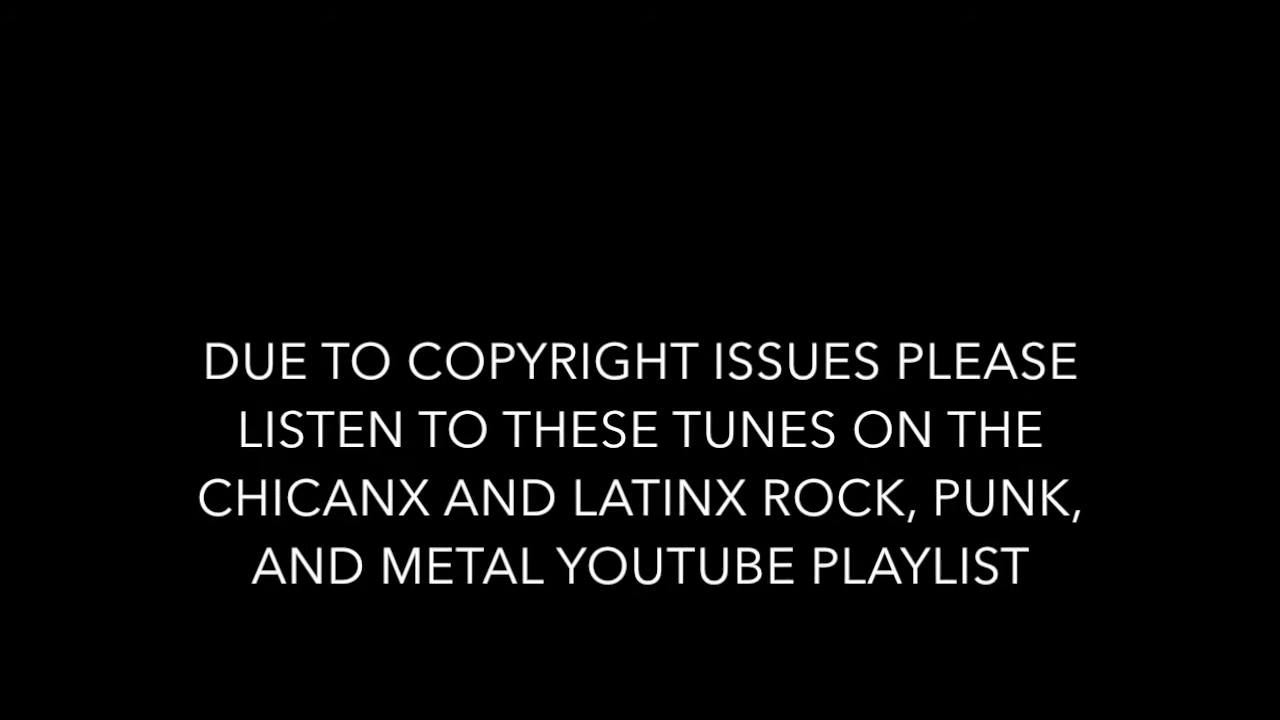 DUE TO COPYRIGHT ISSUES PLEASE
LISTEN TO THESE TUNES ON THE
CHICANX AND LATINX ROCK, PUNK,
AND METAL YOUTUBE PLAYLIST